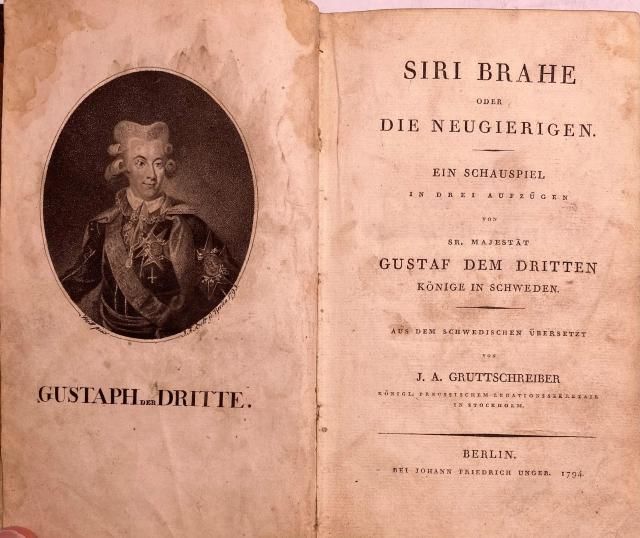 GUSTAPH DER DRITTE.
SIRI BRAHE
ODER
DIE NEUGIERIGEN.
EIN SCHAUSPIEL
IN DREI AUFZÜGEN
VON
SR. MAJESTÄT
GUSTAF DEM DRITTEN
KÖNIGE IN SCHWEDEN.
AUS DEM SCHWEDISCHEN ÜBERSETZT
VON
J. A. GRUTTSCHREIBER
KÖNIGL. PREUSSISCHEM LEGATIONSSEKRETAIR
IN STOCKHOLM.
BERLIN.
BEI JOHANN FRIEDRICH UNGER. 1794.